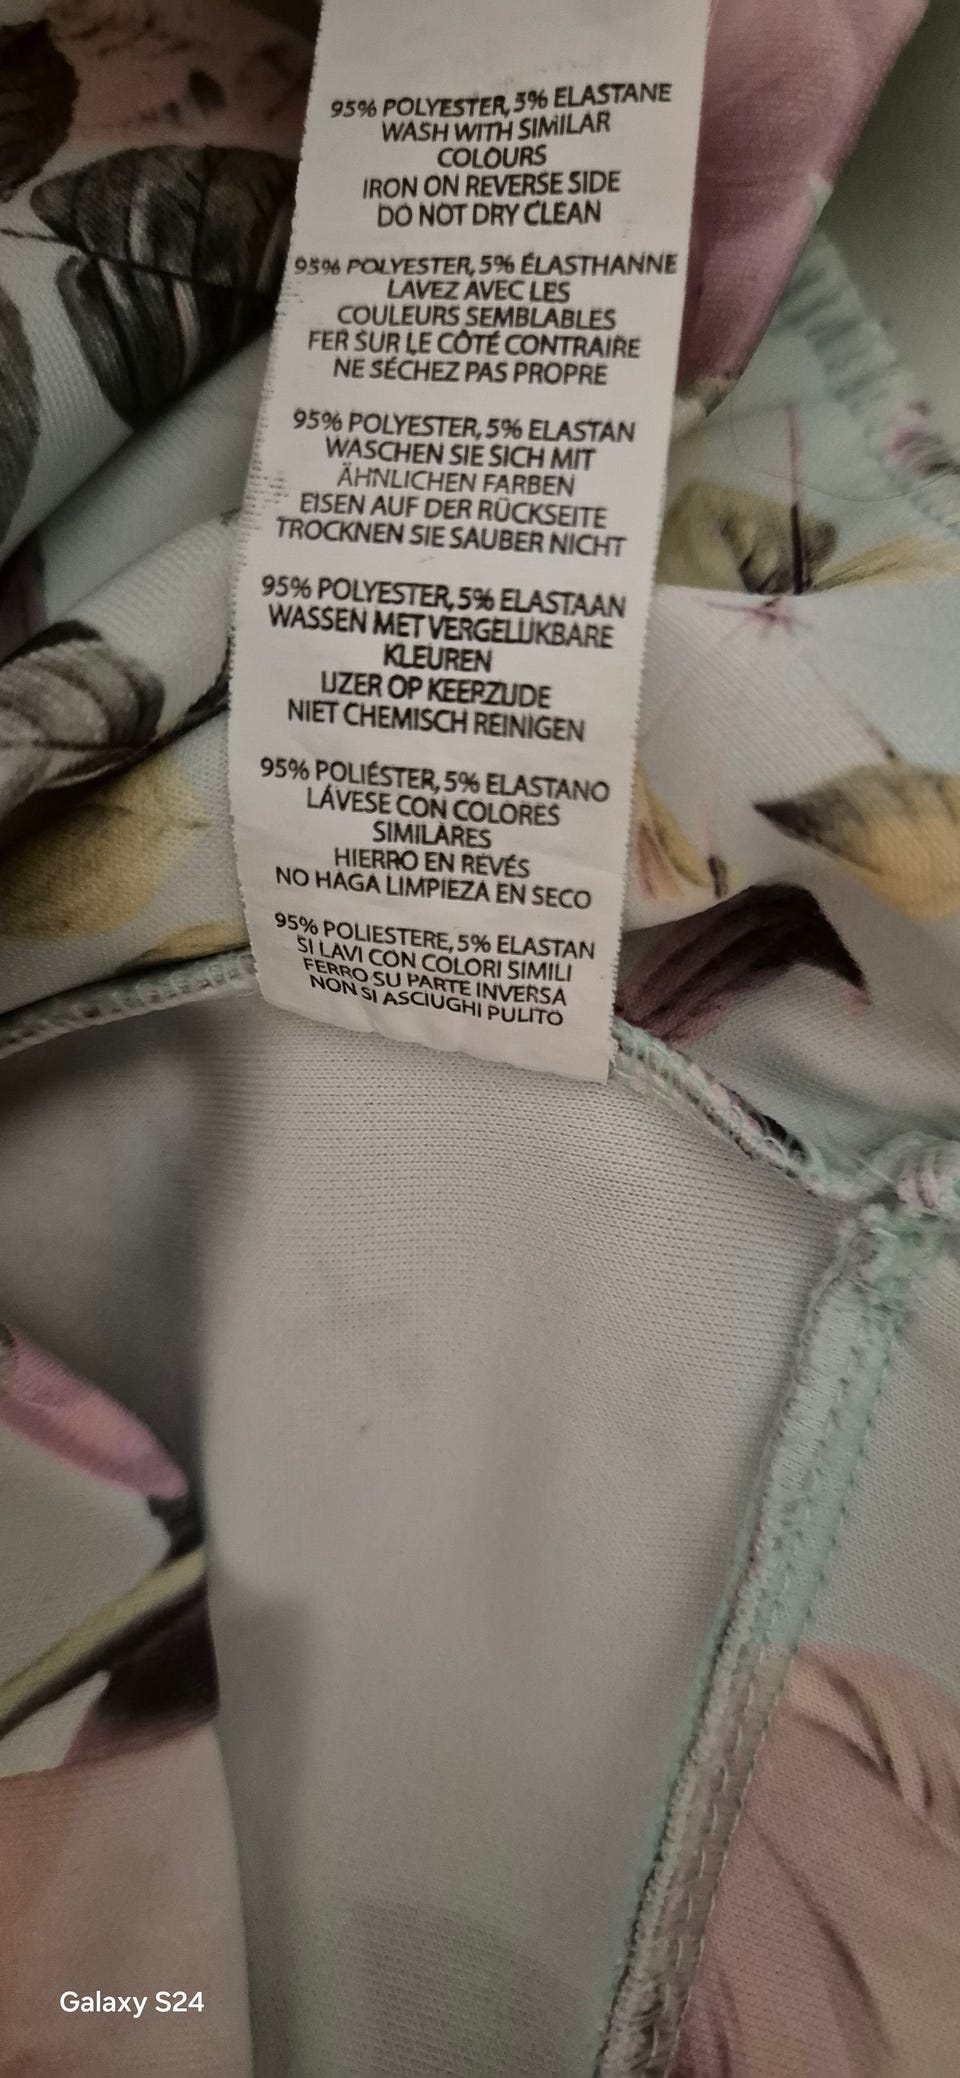 95% POLYESTER, 5% ELASTANE
WASH WITH SIMILAR
COLOURS
IRON ON REVERSE SIDE
DO NOT DRY CLEAN
95% POLYESTER, 5% ÉLASTHANNE
LAVEZ AVEC LES
COULEURS SEMBLABLES
FER SUR LE CÔTÉ CONTRAIRE
NE SÉCHEZ PAS PROPRE
95% POLYESTER, 5% ELASTAN
WASCHEN SIE SICH MIT
ÄHNLICHEN FARBEN
EISEN AUF DER RÜCKSEITE
TROCKNEN SIE SAUBER NICHT
95% POLYESTER, 5% ELASTAAN
WASSEN MET VERGELIJKBARE
KLEUREN
IJZER OP KEERZIJDE
NIET CHEMISCH REINIGEN
95% POLIÉSTER, 5% ELASTANO
LÁVESE CON COLORES
SIMILARES
HIERRO EN REVÉS
NO HAGA LIMPIEZA EN SECO
95% POLIESTERE, 5% ELASTAN
SI LAVI CON COLORI SIMILI
FERRO SU PARTE INVERSA
NON SI ASCIUGHI PULITO
Galaxy S24